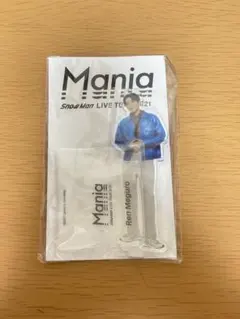 Mania
Snow Man LIVE TOUR 2021
Mania
Ren Meguro